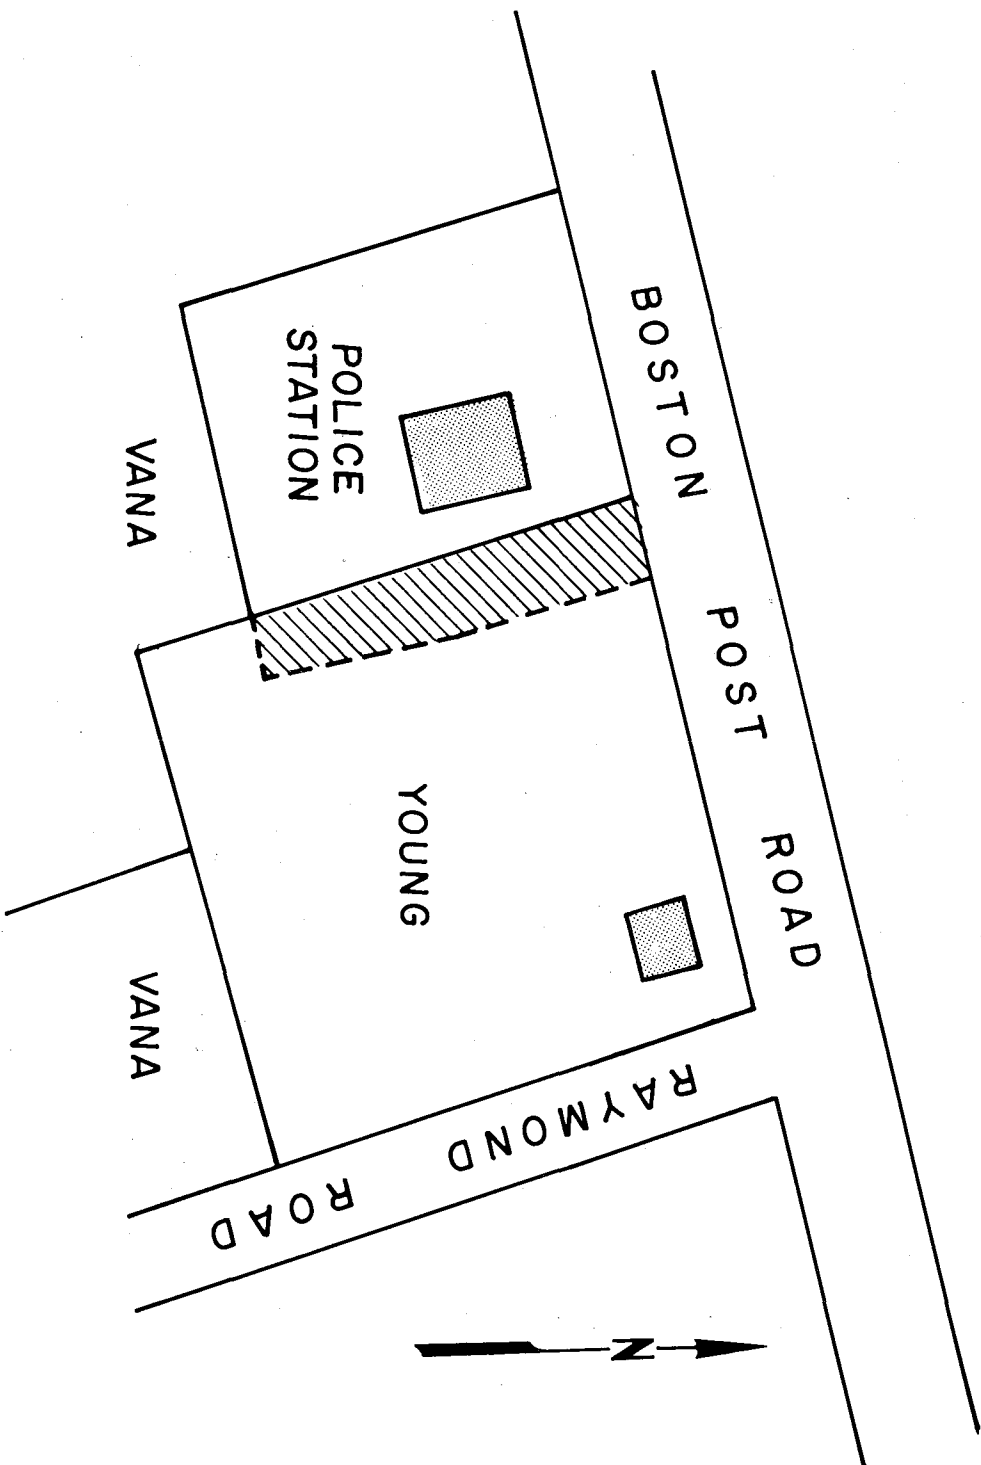 BOSTON POST ROAD
POLICE
STATION
VANA
YOUNG
VANA
RAYMOND ROAD
N